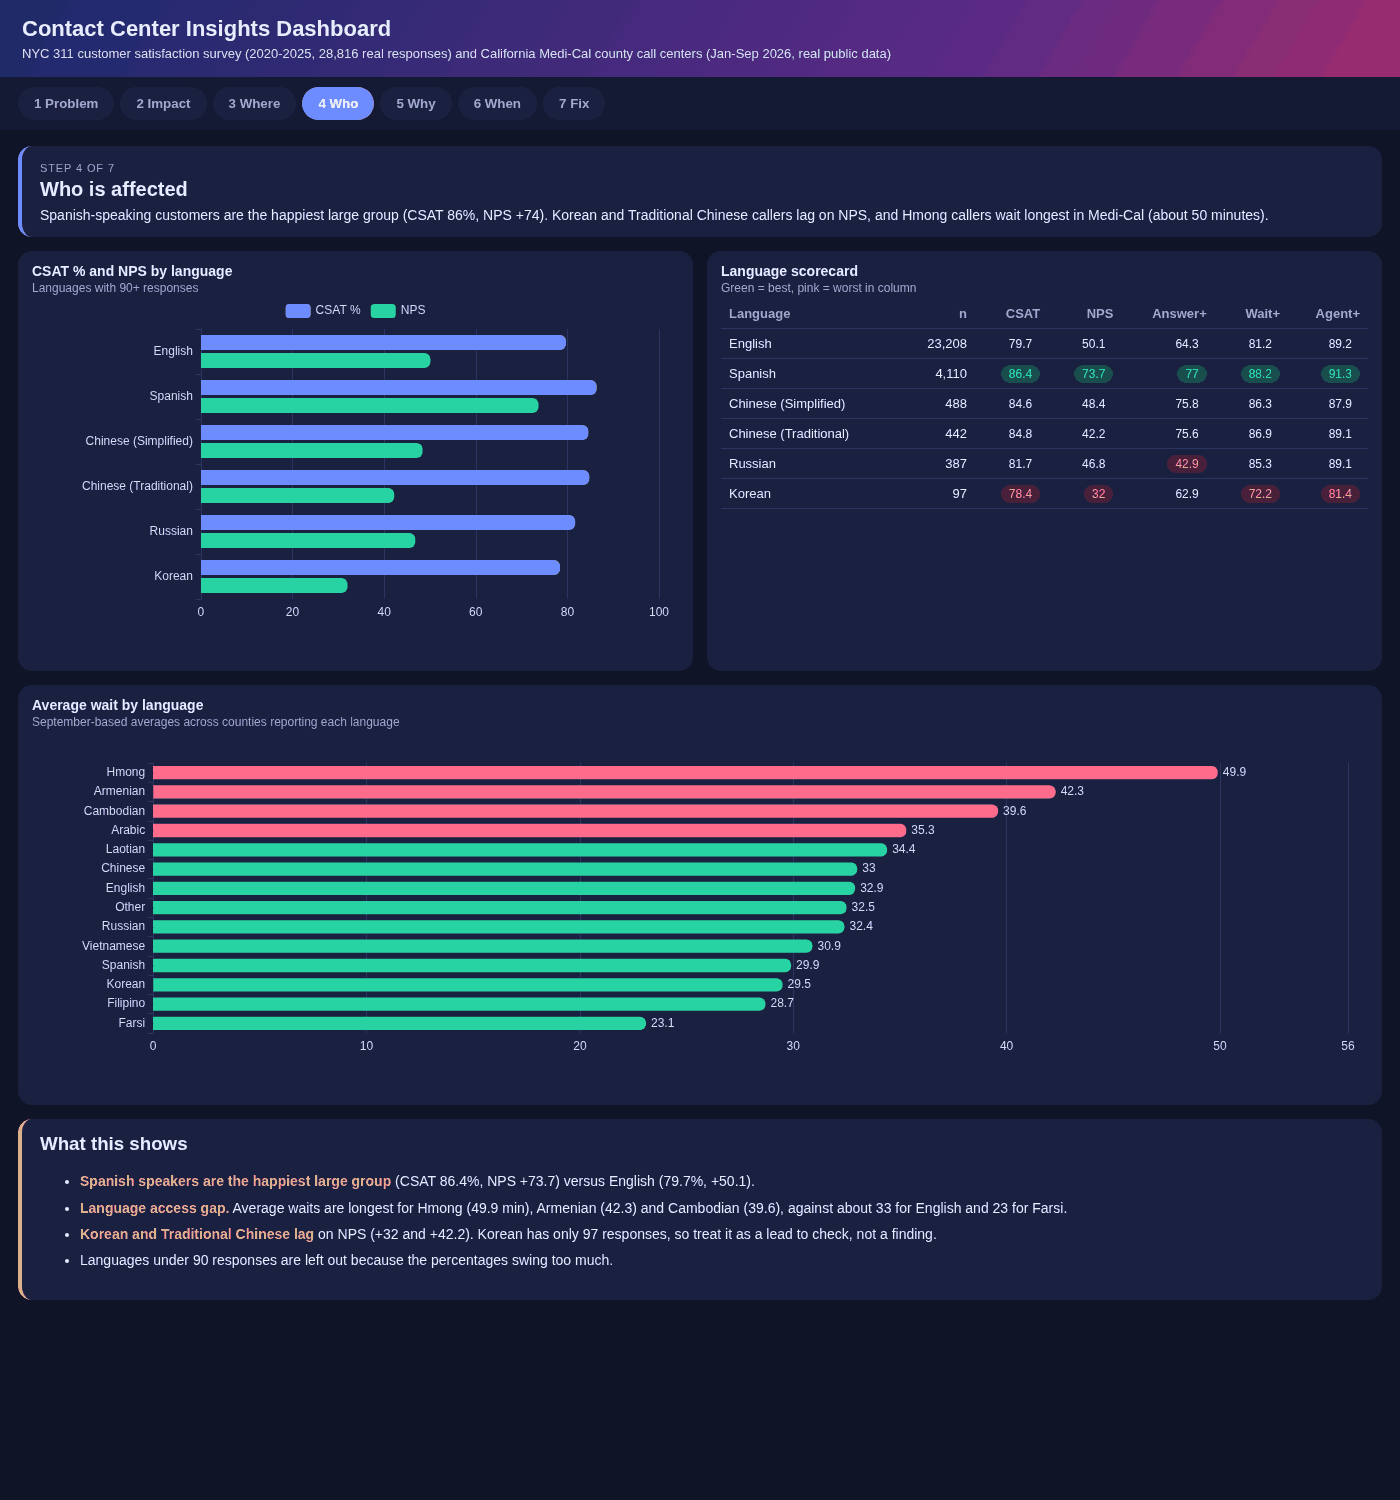 Contact Center Insights Dashboard
NYC 311 customer satisfaction survey (2020-2025, 28,816 real responses) and California Medi-Cal county call centers (Jan-Sep 2026, real public data)
1 Problem 2 Impact 3 Where 4 Who 5 Why 6 When 7 Fix
STEP 4 OF 7
Who is affected
Spanish-speaking customers are the happiest large group (CSAT 86%, NPS +74). Korean and Traditional Chinese callers lag on NPS, and Hmong callers wait longest in Medi-Cal (about 50 minutes).
CSAT % and NPS by language
Languages with 90+ responses
CSAT % NPS
English
Spanish
Chinese (Simplified)
Chinese (Traditional)
Russian
Korean
0 20 40 60 80 100
Language scorecard
Green = best, pink = worst in column
Language n CSAT NPS Answer+ Wait+ Agent+
English 23,208 79.7 50.1 64.3 81.2 89.2
Spanish 4,110 86.4 73.7 77 88.2 91.3
Chinese (Simplified) 488 84.6 48.4 75.8 86.3 87.9
Chinese (Traditional) 442 84.8 42.2 75.6 86.9 89.1
Russian 387 81.7 46.8 42.9 85.3 89.1
Korean 97 78.4 32 62.9 72.2 81.4
Average wait by language
September-based averages across counties reporting each language
Hmong 49.9
Armenian 42.3
Cambodian 39.6
Arabic 35.3
Laotian 34.4
Chinese 33
English 32.9
Other 32.5
Russian 32.4
Vietnamese 30.9
Spanish 29.9
Korean 29.5
Filipino 28.7
Farsi 23.1
0 10 20 30 40 50 56
What this shows
• Spanish speakers are the happiest large group (CSAT 86.4%, NPS +73.7) versus English (79.7%, +50.1).
• Language access gap. Average waits are longest for Hmong (49.9 min), Armenian (42.3) and Cambodian (39.6), against about 33 for English and 23 for Farsi.
• Korean and Traditional Chinese lag on NPS (+32 and +42.2). Korean has only 97 responses, so treat it as a lead to check, not a finding.
• Languages under 90 responses are left out because the percentages swing too much.